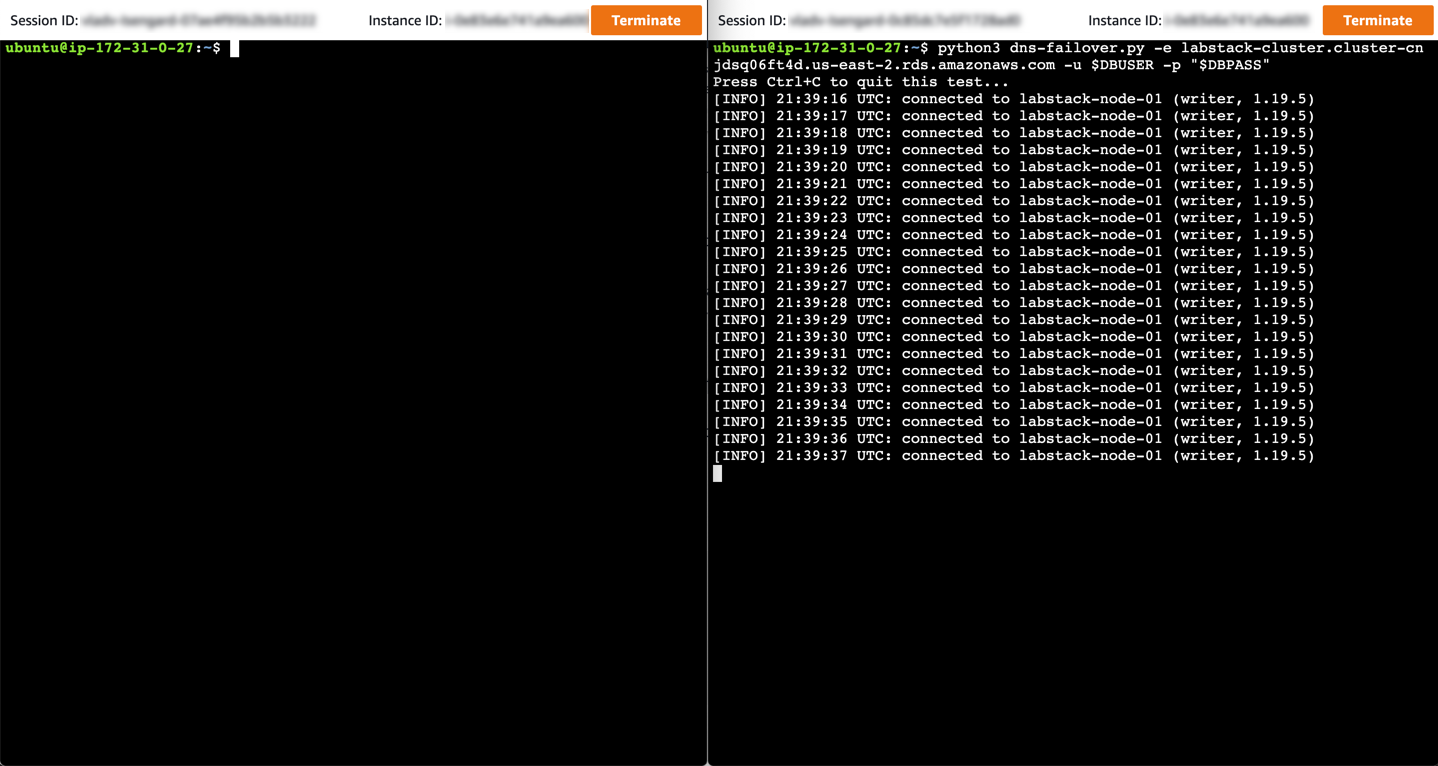 Session ID:
Instance ID:
Terminate
ubuntu@ip-172-31-0-27:~$
Session ID:
Instance ID:
Terminate
ubuntu@ip-172-31-0-27:~$ python3 dns-failover.py -e labstack-cluster.cluster-cn
jdsq06ft4d.us-east-2.rds.amazonaws.com -u $DBUSER -p "$DBPASS"
Press Ctrl+C to quit this test...
[INFO] 21:39:16 UTC: connected to labstack-node-01 (writer, 1.19.5)
[INFO] 21:39:17 UTC: connected to labstack-node-01 (writer, 1.19.5)
[INFO] 21:39:18 UTC: connected to labstack-node-01 (writer, 1.19.5)
[INFO] 21:39:19 UTC: connected to labstack-node-01 (writer, 1.19.5)
[INFO] 21:39:20 UTC: connected to labstack-node-01 (writer, 1.19.5)
[INFO] 21:39:21 UTC: connected to labstack-node-01 (writer, 1.19.5)
[INFO] 21:39:22 UTC: connected to labstack-node-01 (writer, 1.19.5)
[INFO] 21:39:23 UTC: connected to labstack-node-01 (writer, 1.19.5)
[INFO] 21:39:24 UTC: connected to labstack-node-01 (writer, 1.19.5)
[INFO] 21:39:25 UTC: connected to labstack-node-01 (writer, 1.19.5)
[INFO] 21:39:26 UTC: connected to labstack-node-01 (writer, 1.19.5)
[INFO] 21:39:27 UTC: connected to labstack-node-01 (writer, 1.19.5)
[INFO] 21:39:28 UTC: connected to labstack-node-01 (writer, 1.19.5)
[INFO] 21:39:29 UTC: connected to labstack-node-01 (writer, 1.19.5)
[INFO] 21:39:30 UTC: connected to labstack-node-01 (writer, 1.19.5)
[INFO] 21:39:31 UTC: connected to labstack-node-01 (writer, 1.19.5)
[INFO] 21:39:32 UTC: connected to labstack-node-01 (writer, 1.19.5)
[INFO] 21:39:33 UTC: connected to labstack-node-01 (writer, 1.19.5)
[INFO] 21:39:34 UTC: connected to labstack-node-01 (writer, 1.19.5)
[INFO] 21:39:35 UTC: connected to labstack-node-01 (writer, 1.19.5)
[INFO] 21:39:36 UTC: connected to labstack-node-01 (writer, 1.19.5)
[INFO] 21:39:37 UTC: connected to labstack-node-01 (writer, 1.19.5)